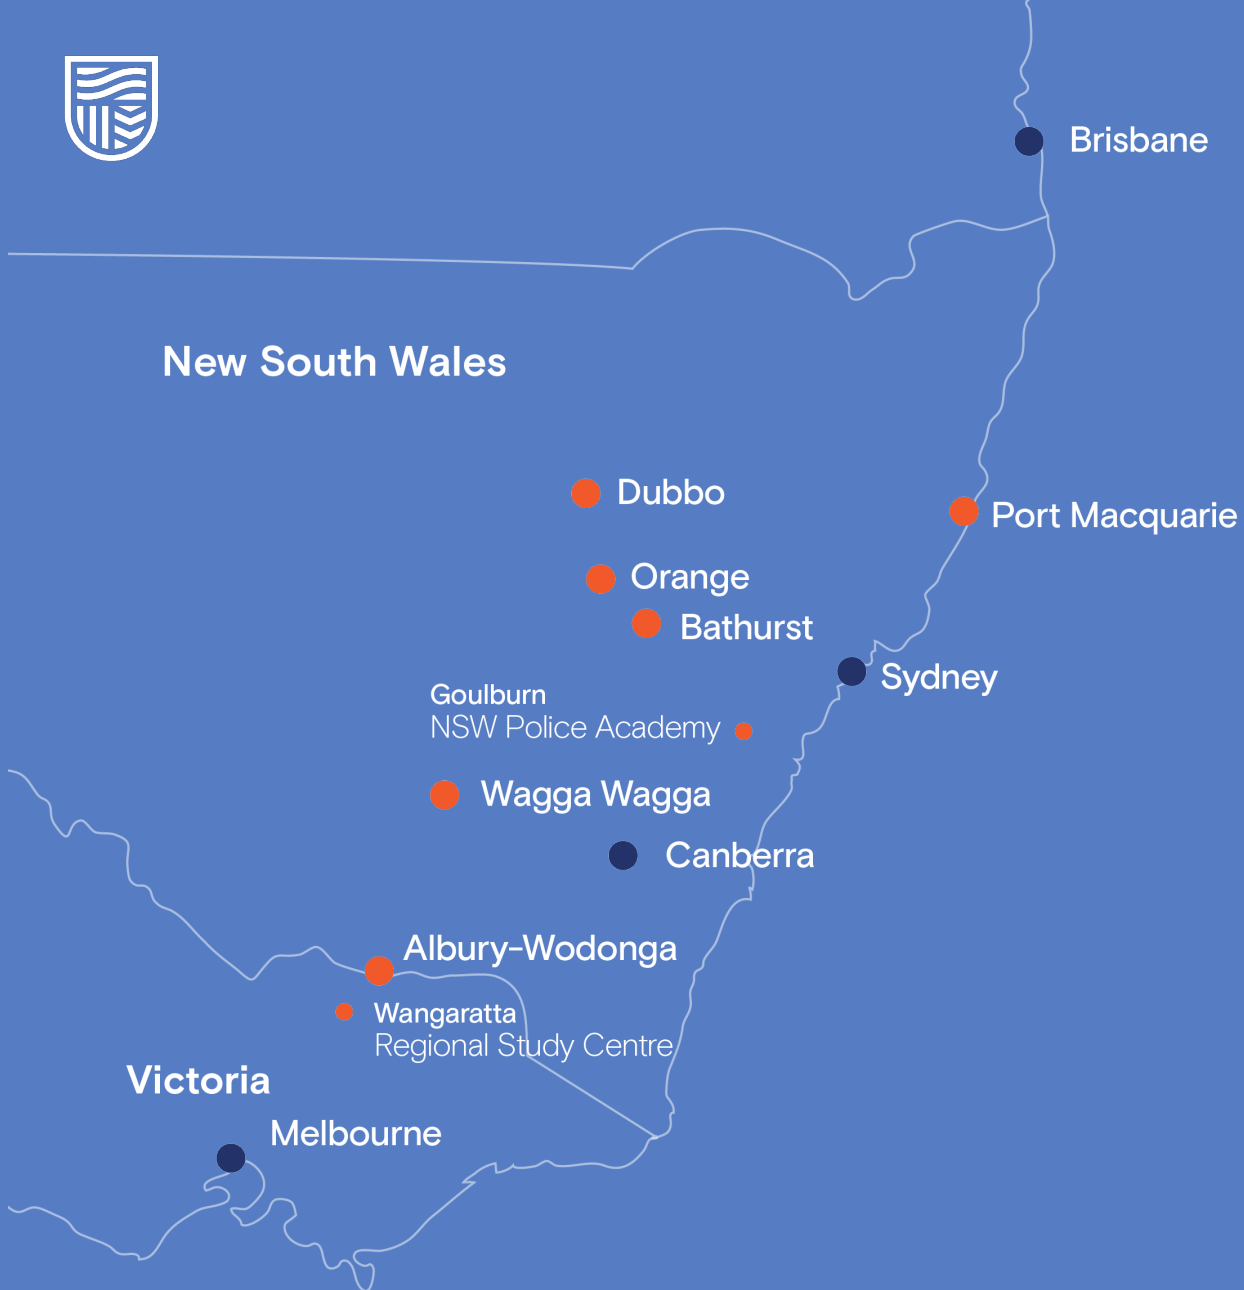 Brisbane
New South Wales
Dubbo
Port Macquarie
Orange
Bathurst
Sydney
Goulburn
NSW Police Academy
Wagga Wagga
Canberra
Albury-Wodonga
Wangaratta
Regional Study Centre
Victoria
Melbourne